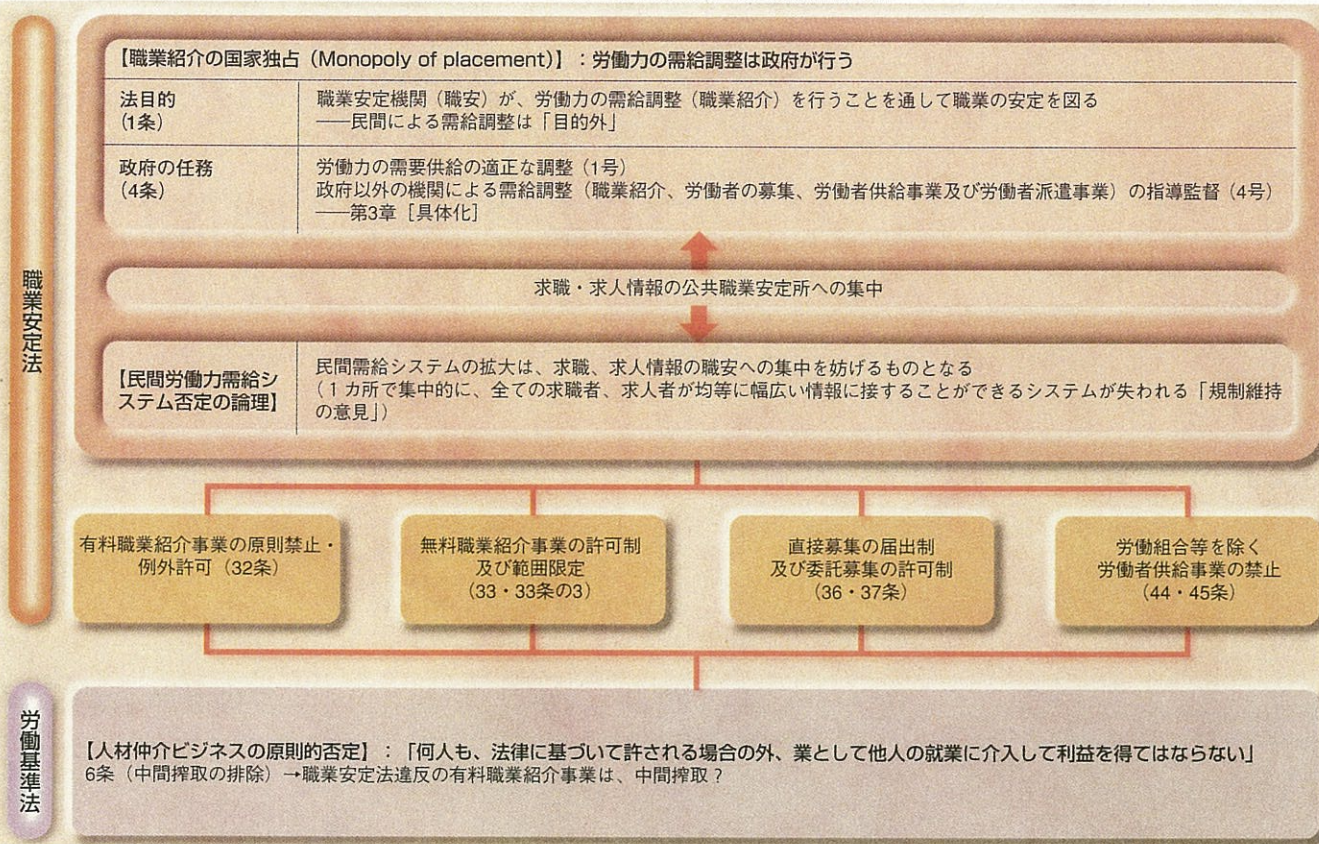 職業安定法
【職業紹介の国家独占（Monopoly of placement）】：労働力の需給調整は政府が行う
法目的
（1条）
職業安定機関（職安）が、労働力の需給調整（職業紹介）を行うことを通して職業の安定を図る
——民間による需給調整は「目的外」
政府の任務
（4条）
労働力の需要供給の適正な調整（1号）
政府以外の機関による需給調整（職業紹介、労働者の募集、労働者供給事業及び労働者派遣事業）の指導監督（4号）
——第3章［具体化］
求職・求人情報の公共職業安定所への集中
【民間労働力需給シ
ステム否定の論理】
民間需給システムの拡大は、求職、求人情報の職安への集中を妨げるものとなる
（１カ所で集中的に、全ての求職者、求人者が均等に幅広い情報に接することができるシステムが失われる「規制維持
の意見」）
有料職業紹介事業の原則禁止・
例外許可（32条）
無料職業紹介事業の許可制
及び範囲限定
（33・33条の3）
直接募集の届出制
及び委託募集の許可制
（36・37条）
労働組合等を除く
労働者供給事業の禁止
（44・45条）
労働基準法
【人材仲介ビジネスの原則的否定】：「何人も、法律に基づいて許される場合の外、業として他人の就業に介入して利益を得てはならない」
6条（中間搾取の排除）→職業安定法違反の有料職業紹介事業は、中間搾取？